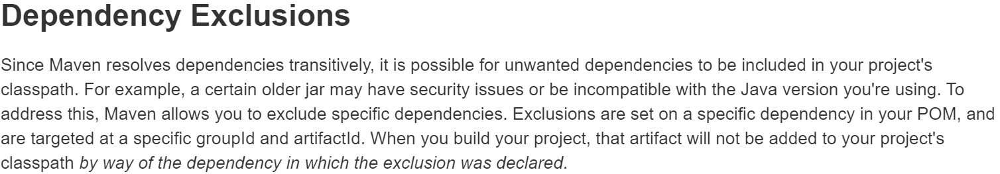 Dependency Exclusions
Since Maven resolves dependencies transitively, it is possible for unwanted dependencies to be included in your project's
classpath. For example, a certain older jar may have security issues or be incompatible with the Java version you're using. To
address this, Maven allows you to exclude specific dependencies. Exclusions are set on a specific dependency in your POM, and
are targeted at a specific groupId and artifactId. When you build your project, that artifact will not be added to your project's
classpath by way of the dependency in which the exclusion was declared.